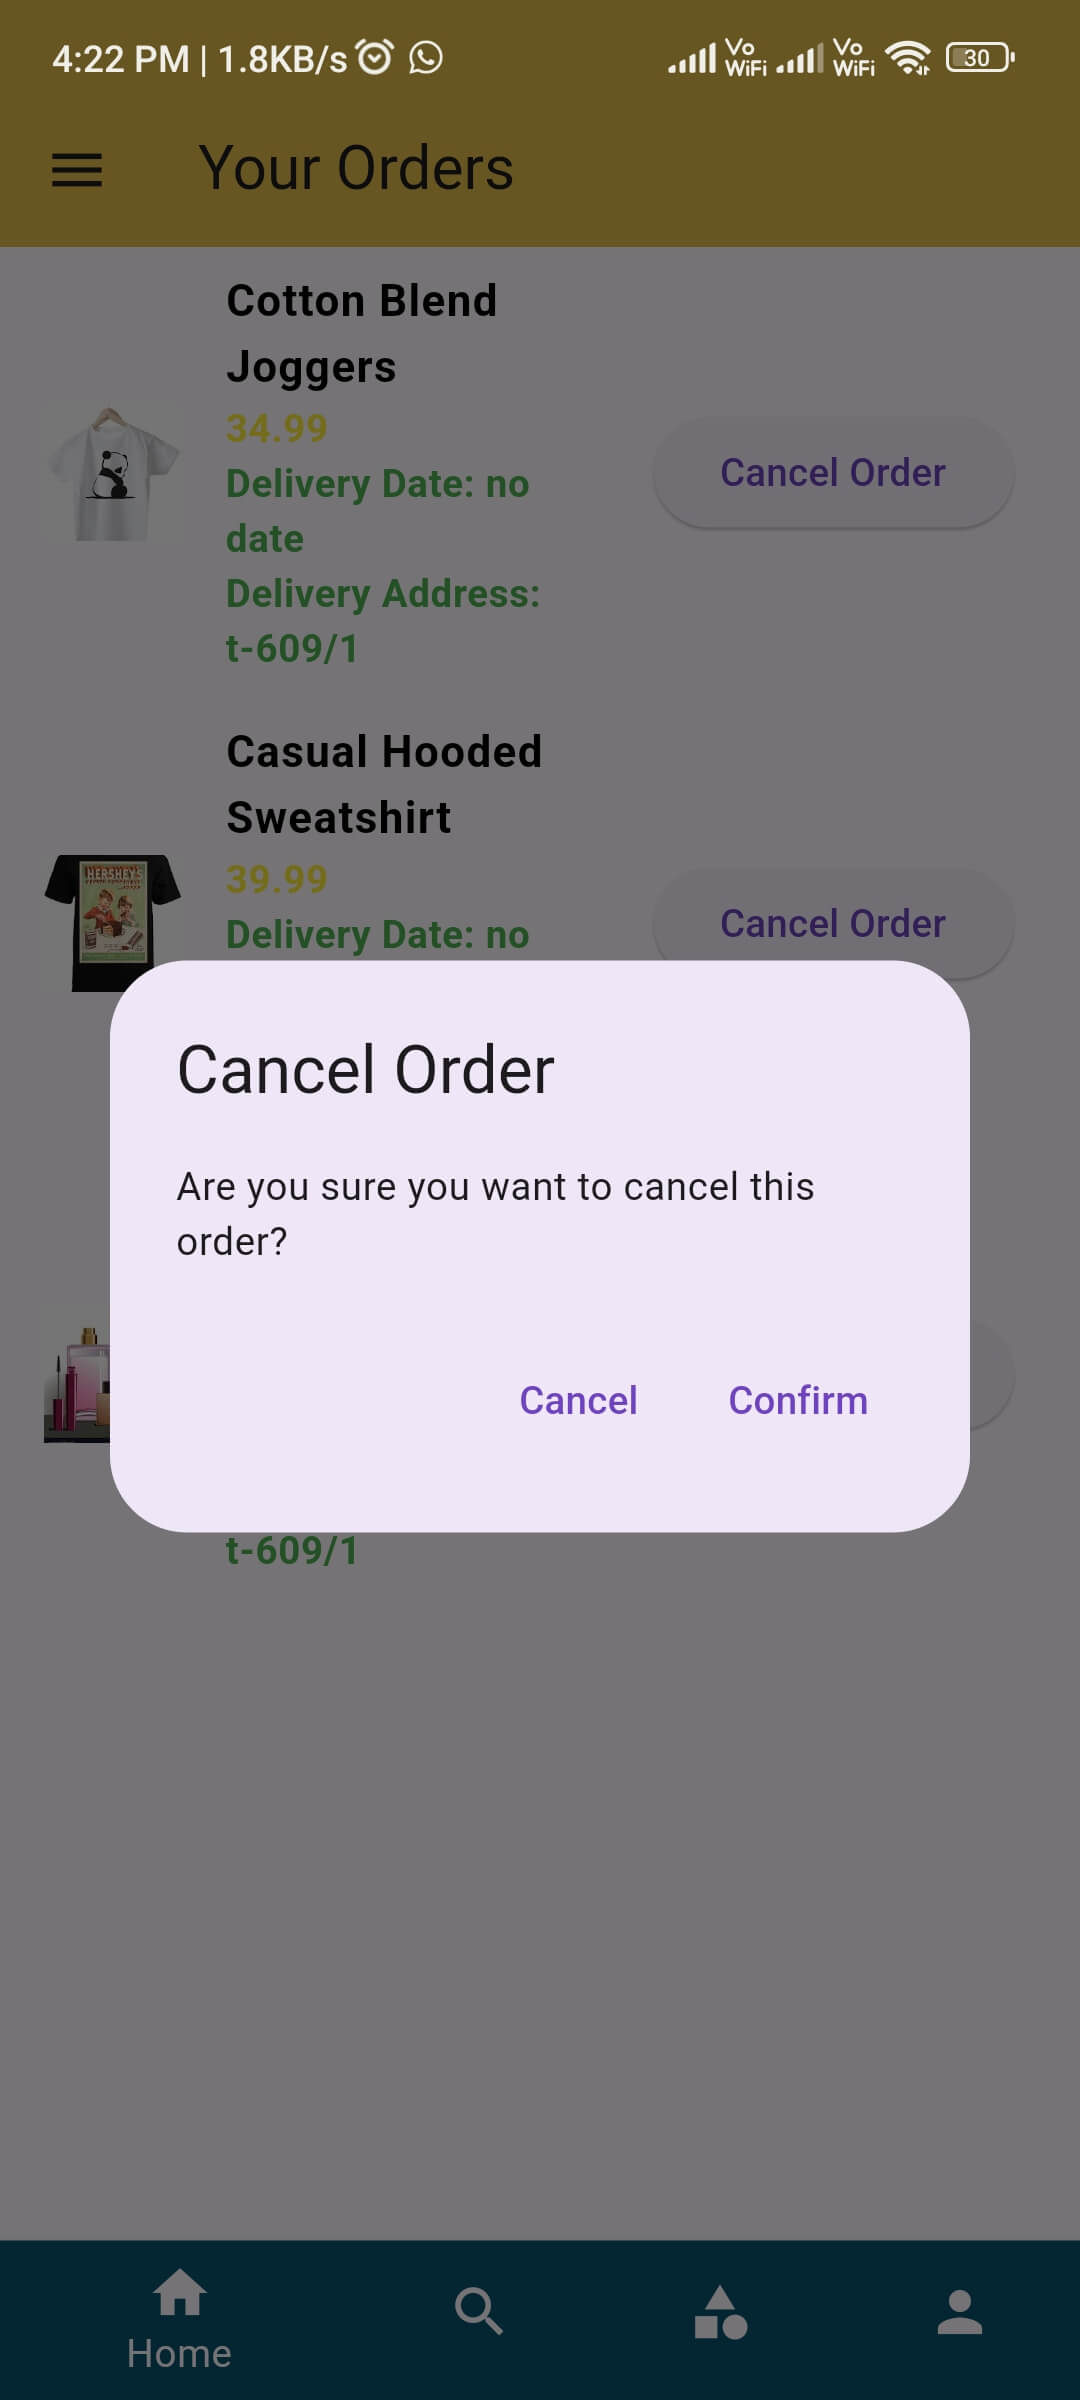 4:22 PM | 1.8KB/s
Vo
WiFi
Vo
WiFi
30
Your Orders
Cotton Blend
Joggers
34.99
Delivery Date: no
date
Delivery Address:
t-609/1
Cancel Order
Casual Hooded
Sweatshirt
39.99
Delivery Date: no
Cancel Order
HERSHEY'S
Cancel Order
Are you sure you want to cancel this
order?
Cancel
Confirm
t-609/1
Home